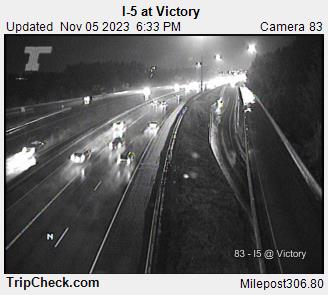 I-5 at Victory
Updated Nov 05 2023 6:33 PM Camera 83
T
N
83 - I5 @ Victory
TripCheck.com Milepost306.80